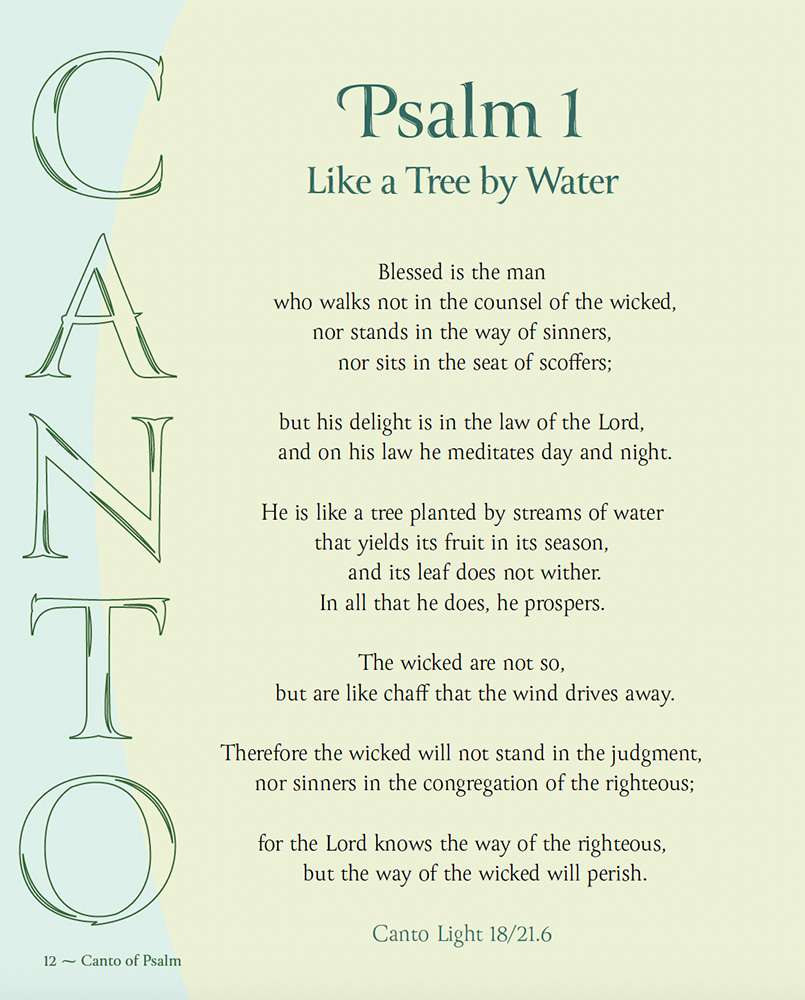 CANTO
Psalm 1
Like a Tree by Water
Blessed is the man
who walks not in the counsel of the wicked,
nor stands in the way of sinners,
nor sits in the seat of scoffers;
but his delight is in the law of the Lord,
and on his law he meditates day and night.
He is like a tree planted by streams of water
that yields its fruit in its season,
and its leaf does not wither.
In all that he does, he prospers.
The wicked are not so,
but are like chaff that the wind drives away.
Therefore the wicked will not stand in the judgment,
nor sinners in the congregation of the righteous;
for the Lord knows the way of the righteous,
but the way of the wicked will perish.
Canto Light 18/21.6
12 ~ Canto of Psalm